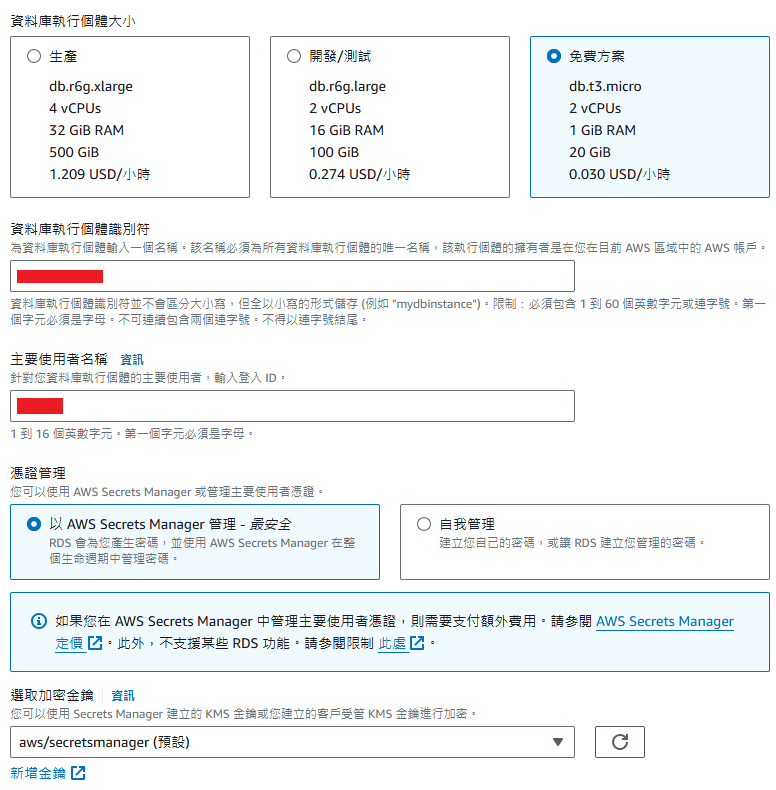 資料庫執行個體大小
生產
db.r6g.xlarge
4 vCPUs
32 GiB RAM
500 GiB
1.209 USD/小時
開發/測試
db.r6g.large
2 vCPUs
16 GiB RAM
100 GiB
0.274 USD/小時
免費方案
db.t3.micro
2 vCPUs
1 GiB RAM
20 GiB
0.030 USD/小時
資料庫執行個體識別符
為資料庫執行個體輸入一個名稱。該名稱必須為所有資料庫執行個體的唯一名稱，該執行個體的擁有者是在您在目前 AWS 區域中的 AWS 帳戶。
資料庫執行個體識別符並不會區分大小寫，但全以小寫的形式儲存 (例如 "mydbinstance")。限制：必須包含 1 到 60 個英數字元或連字號。第一
個字元必須是字母。不可連續包含兩個連字號。不得以連字號結尾。
主要使用者名稱 資訊
針對您資料庫執行個體的主要使用者，輸入登入 ID。
1 到 16 個英數字元。第一個字元必須是字母。
憑證管理
您可以使用 AWS Secrets Manager 或管理主要使用者憑證。
以 AWS Secrets Manager 管理 - 最安全
RDS 會為您產生密碼，並使用 AWS Secrets Manager 在整
個生命週期中管理密碼。
自我管理
建立您自己的密碼，或讓 RDS 建立您管理的密碼。
如果您在 AWS Secrets Manager 中管理主要使用者憑證，則需要支付額外費用。請參閱 AWS Secrets Manager
定價。此外，不支援某些 RDS 功能。請參閱限制 此處。
選取加密金鑰 資訊
您可以使用 Secrets Manager 建立的 KMS 金鑰或您建立的客戶受管 KMS 金鑰進行加密。
aws/secretsmanager (預設)
新增金鑰